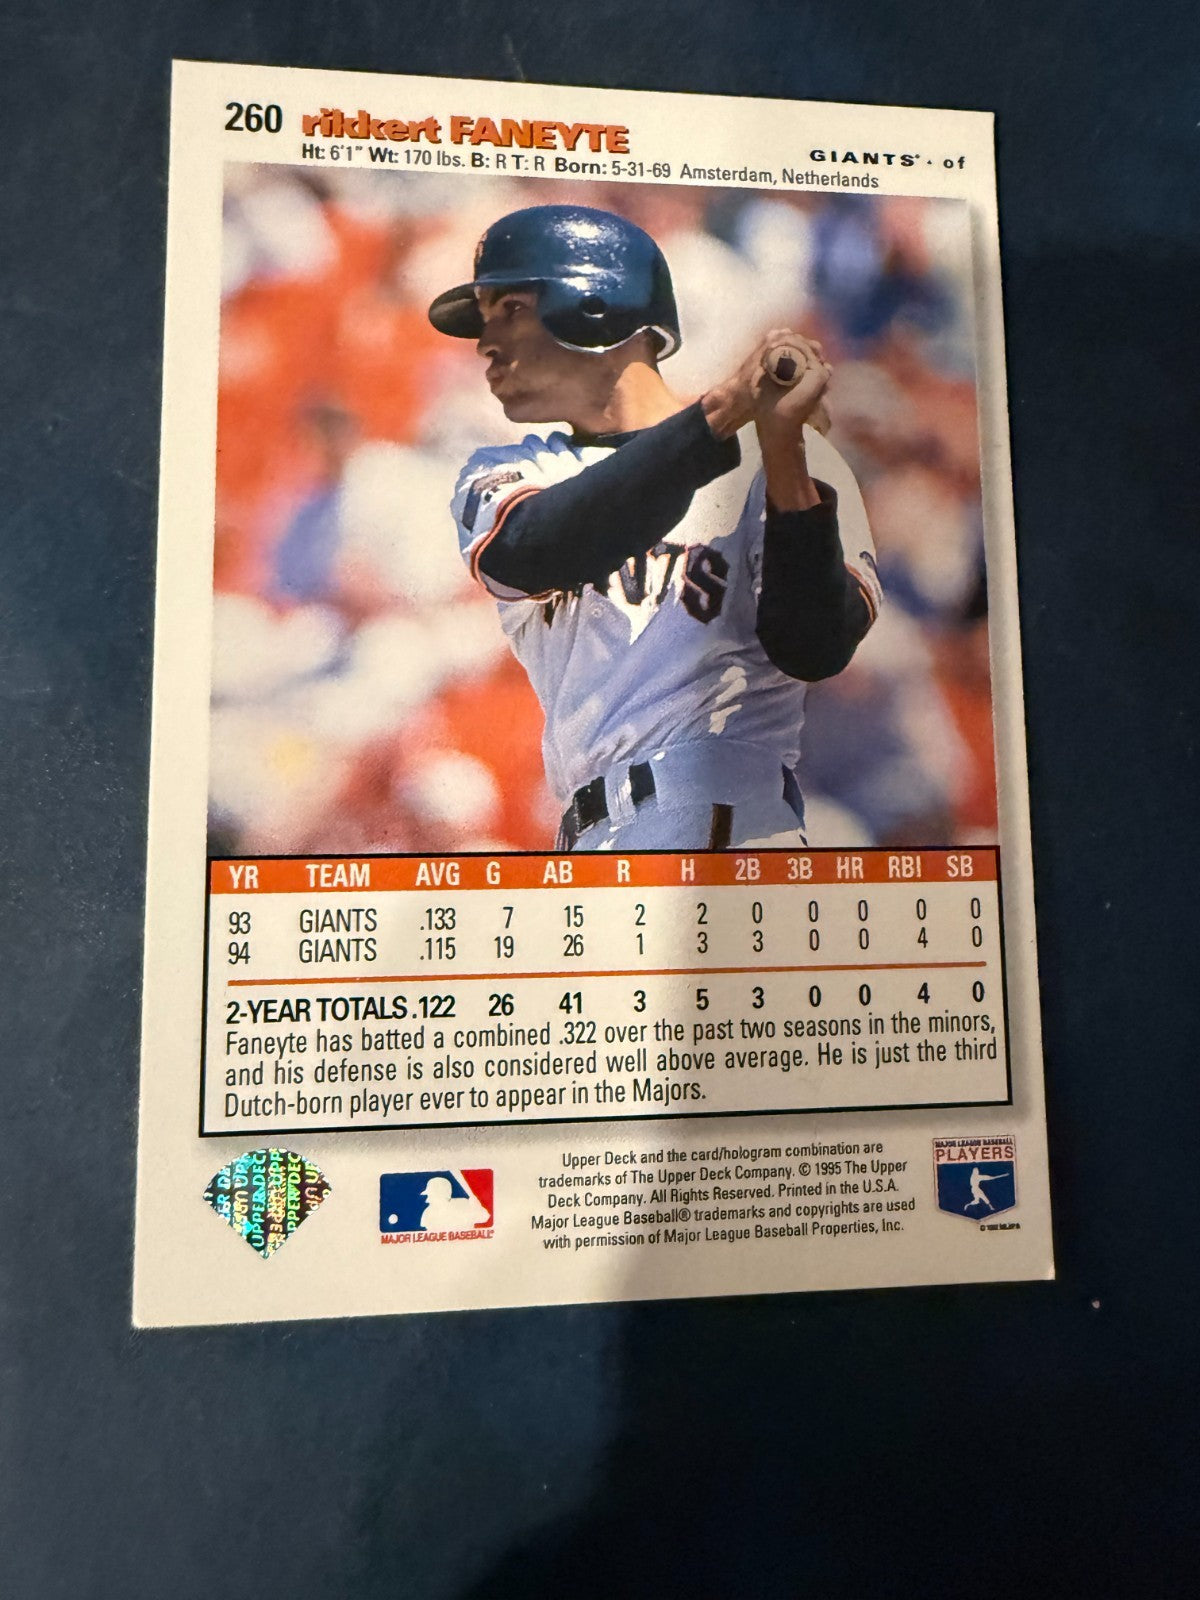 260 rikkert FANEYTE
GIANTS® • of
Ht: 6'1" Wt: 170 lbs. B: R T: R Born: 5-31-69 Amsterdam, Netherlands
NTS
YR TEAM AVG G AB R H 2B 3B HR RBI SB
93 GIANTS .133 7 15 2 2 0 0 0 0 0
94 GIANTS .115 19 26 1 3 3 0 0 4 0
2-YEAR TOTALS .122 26 41 3 5 3 0 0 4 0
Faneyte has batted a combined .322 over the past two seasons in the minors,
and his defense is also considered well above average. He is just the third
Dutch-born player ever to appear in the Majors.
UPPER DECK
MAJOR LEAGUE BASEBALL®
Upper Deck and the card/hologram combination are
trademarks of The Upper Deck Company. © 1995 The Upper
Deck Company. All Rights Reserved. Printed in the U.S.A.
Major League Baseball® trademarks and copyrights are used
with permission of Major League Baseball Properties, Inc.
MAJOR LEAGUE BASEBALL
PLAYERS